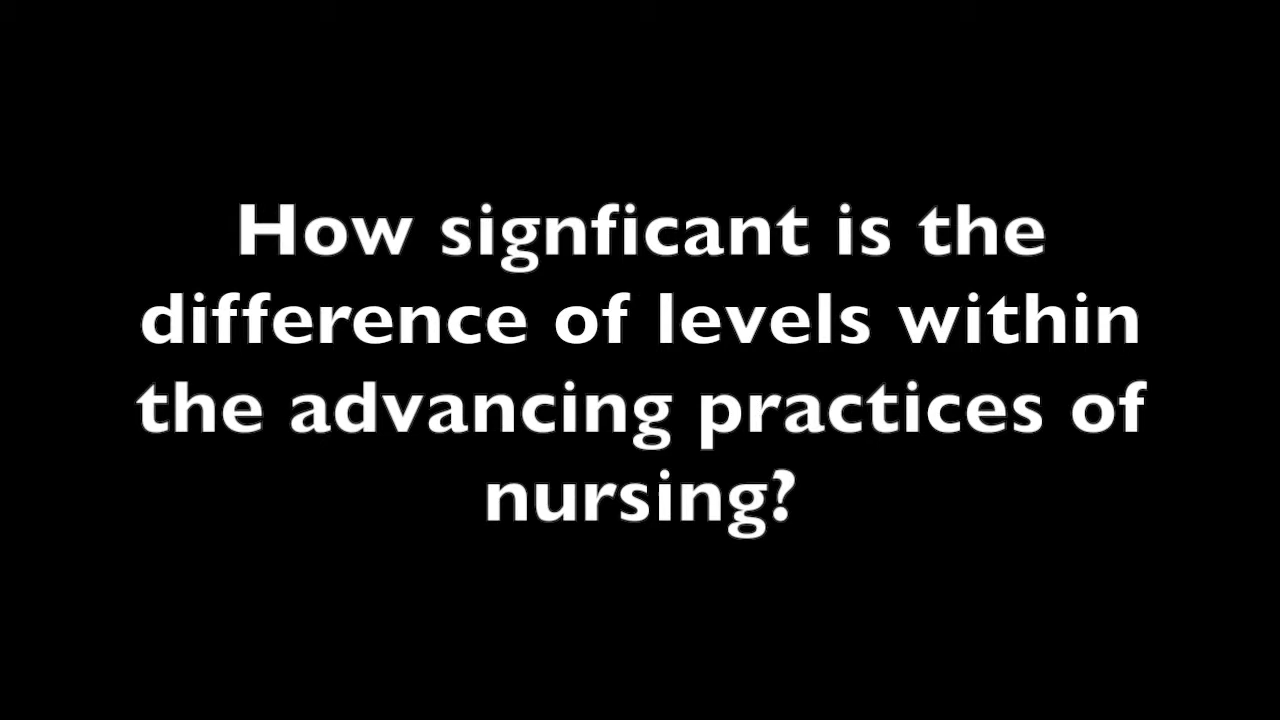 How signficant is the
difference of levels within
the advancing practices of
nursing?